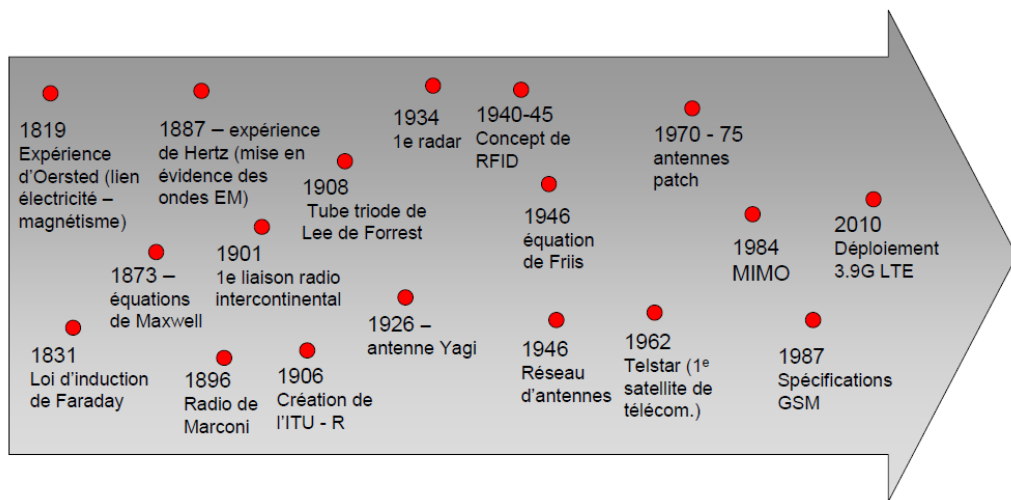 1819
Expérience
d'Oersted (lien
électricité –
magnétisme)
1831
Loi d'induction
de Faraday
1873 –
équations
de Maxwell
1887 – expérience
de Hertz (mise en
évidence des
ondes EM)
1896
Radio de
Marconi
1901
1e liaison radio
intercontinental
1906
Création de
l'ITU - R
1908
Tube triode de
Lee de Forrest
1926 –
antenne Yagi
1934
1e radar
1940-45
Concept de
RFID
1946
équation
de Friis
1946
Réseau
d'antennes
1962
Telstar (1e
satellite de
télécom.)
1970 - 75
antennes
patch
1984
MIMO
1987
Spécifications
GSM
2010
Déploiement
3.9G LTE